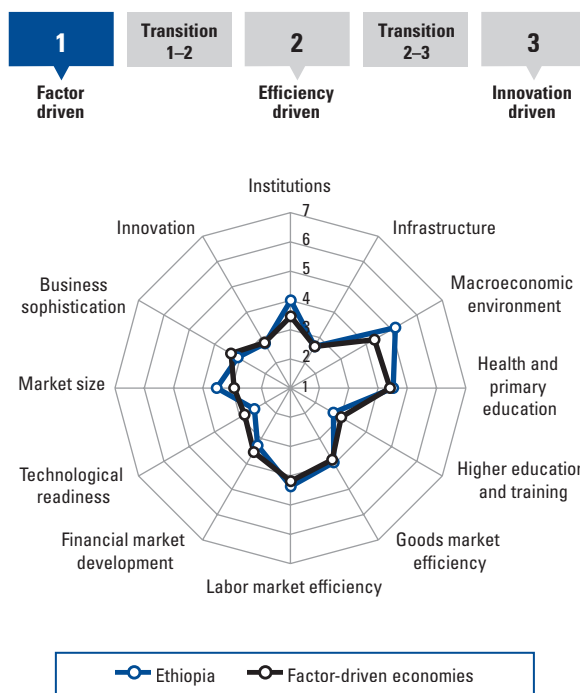 1
Transition
1–2
2
Transition
2–3
3
Factor
driven
Efficiency
driven
Innovation
driven
Institutions
7
Innovation
6
Infrastructure
5
Business
sophistication
4
Macroeconomic
environment
3
2
Market size
1
Health and
primary
education
Technological
readiness
Higher education
and training
Financial market
development
Goods market
efficiency
Labor market efficiency
Ethiopia
Factor-driven economies